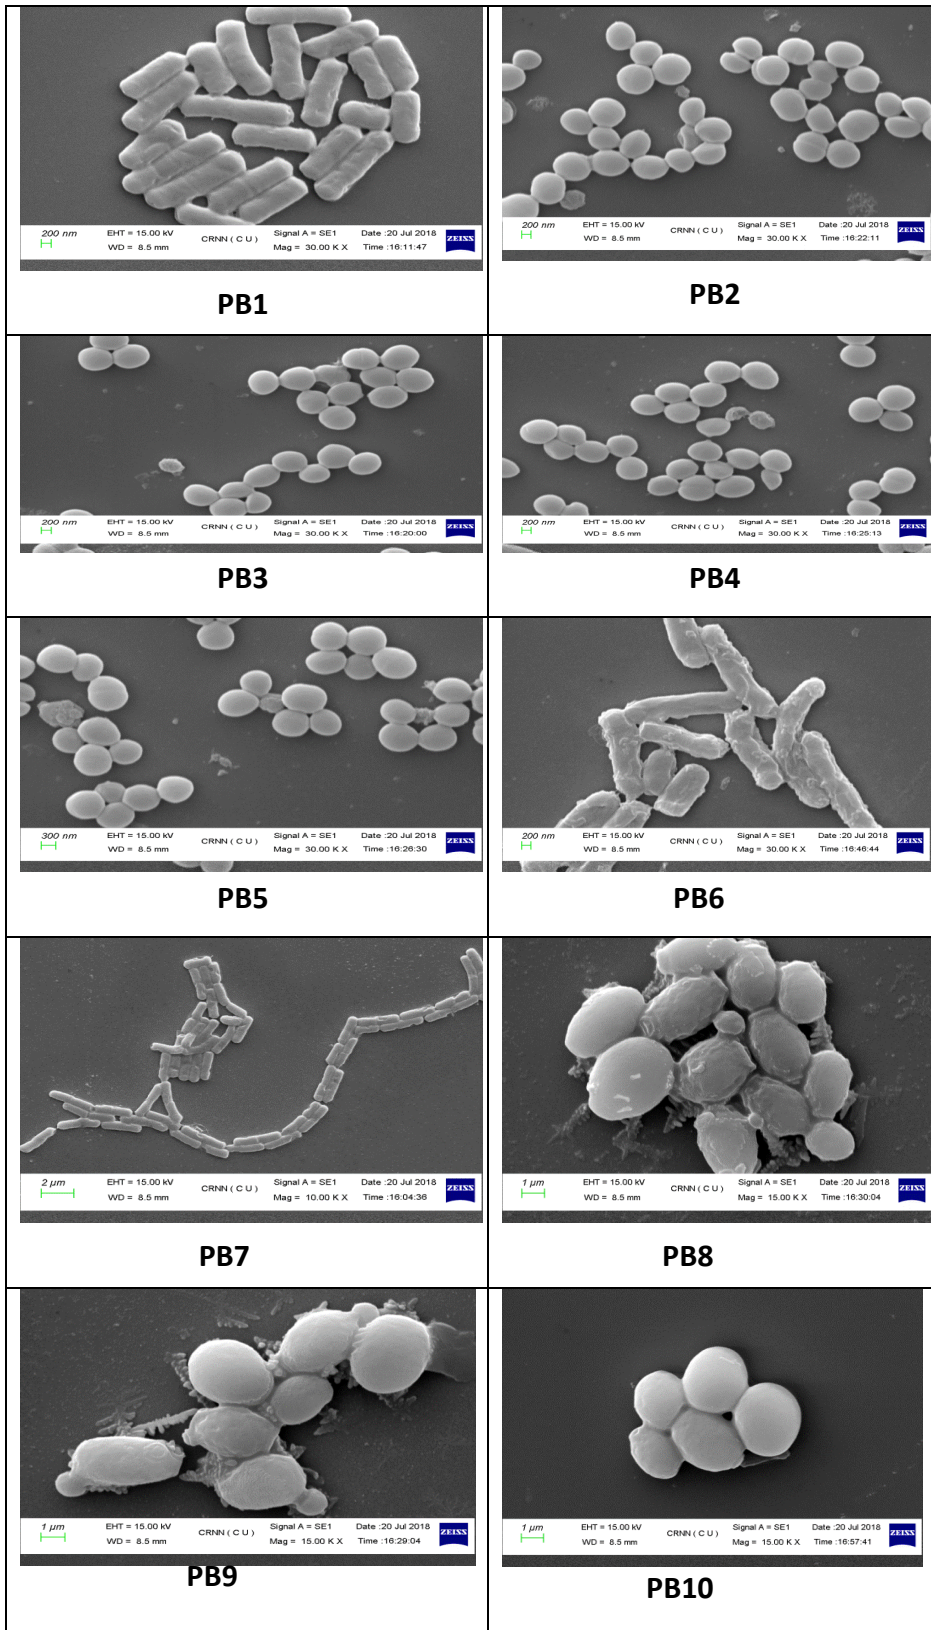 200 nm EHT = 15.00 kV Signal A = SE1 Date :20 Jul 2018
WD = 8.5 mm CRNN ( C U ) Mag = 30.00 K X Time :16:11:47 ZEISS
PB1
200 nm EHT = 15.00 kV Signal A = SE1 Date :20 Jul 2018
WD = 8.5 mm CRNN ( C U ) Mag = 30.00 K X Time :16:22:11 ZEISS
PB2
200 nm EHT = 15.00 kV Signal A = SE1 Date :20 Jul 2018
WD = 8.5 mm CRNN ( C U ) Mag = 30.00 K X Time :16:20:00 ZEISS
PB3
200 nm EHT = 15.00 kV Signal A = SE1 Date :20 Jul 2018
WD = 8.5 mm CRNN ( C U ) Mag = 30.00 K X Time :16:25:13 ZEISS
PB4
300 nm EHT = 15.00 kV Signal A = SE1 Date :20 Jul 2018
WD = 8.5 mm CRNN ( C U ) Mag = 30.00 K X Time :16:26:30 ZEISS
PB5
200 nm EHT = 15.00 kV Signal A = SE1 Date :20 Jul 2018
WD = 8.5 mm CRNN ( C U ) Mag = 30.00 K X Time :16:46:44 ZEISS
PB6
2 µm EHT = 15.00 kV Signal A = SE1 Date :20 Jul 2018
WD = 8.5 mm CRNN ( C U ) Mag = 10.00 K X Time :16:04:36 ZEISS
PB7
1 µm EHT = 15.00 kV Signal A = SE1 Date :20 Jul 2018
WD = 8.5 mm CRNN ( C U ) Mag = 15.00 K X Time :16:30:04 ZEISS
PB8
1 µm EHT = 15.00 kV Signal A = SE1 Date :20 Jul 2018
WD = 8.5 mm CRNN ( C U ) Mag = 15.00 K X Time :16:29:04 ZEISS
PB9
1 µm EHT = 15.00 kV Signal A = SE1 Date :20 Jul 2018
WD = 8.5 mm CRNN ( C U ) Mag = 15.00 K X Time :16:57:41 ZEISS
PB10